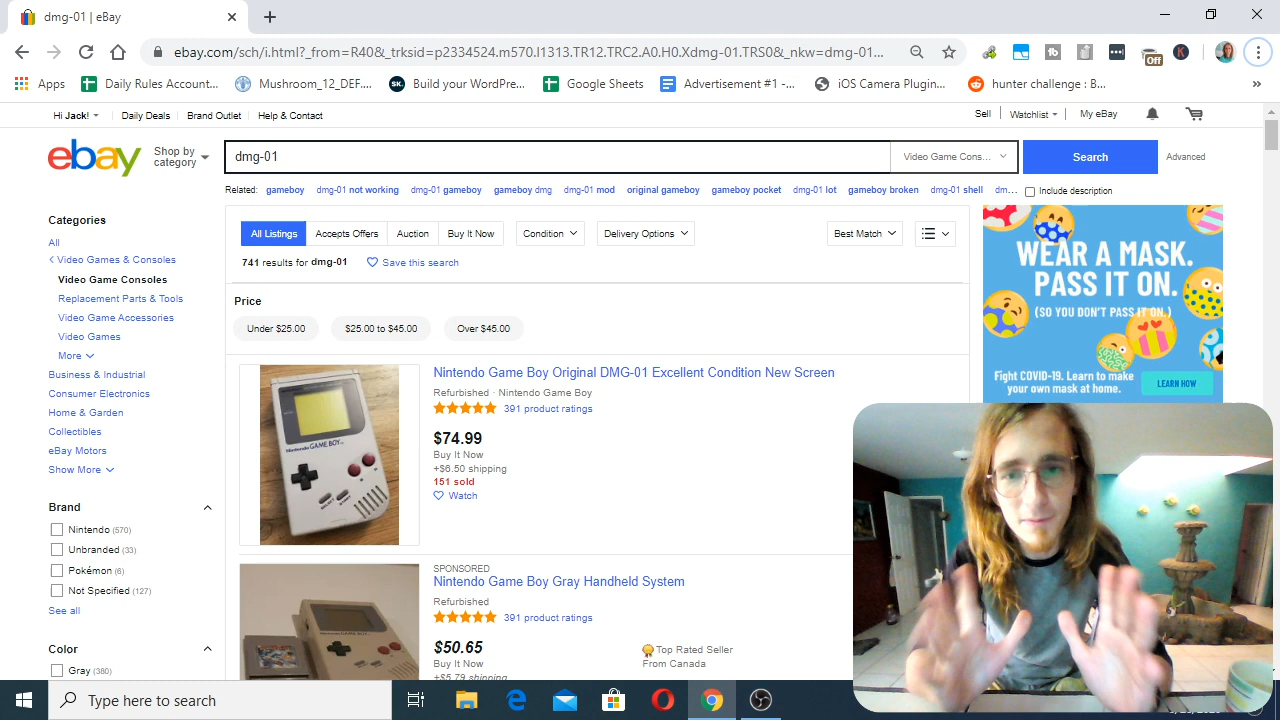 dmg-01 | eBay
ebay.com/sch/i.html?_from=R40&_trksid=p2334524.m570.l1313.TR12.TRC2.A0.H0.Xdmg-01.TRS0&_nkw=dmg-01...
Off
K
Apps
Daily Rules Account...
Mushroom_12_DEF...
SK
Build your WordPre...
Google Sheets
Advertisement #1 -...
iOS Camera Plugin...
hunter challenge : B...
Hi Jack!
Daily Deals
Brand Outlet
Help & Contact
Sell
Watchlist
My eBay
ebay
Shop by
category
dmg-01
Video Game Cons...
Search
Advanced
Related: gameboy dmg-01 not working dmg-01 gameboy gameboy dmg dmg-01 mod original gameboy gameboy pocket dmg-01 lot gameboy broken dmg-01 shell dm...
Include description
Categories
All
Video Games & Consoles
Video Game Consoles
Replacement Parts & Tools
Video Game Accessories
Video Games
More
Business & Industrial
Consumer Electronics
Home & Garden
Collectibles
eBay Motors
Show More
Brand
Nintendo (570)
Unbranded (33)
Pokémon (6)
Not Specified (127)
See all
Color
Gray (380)
All Listings
Accepts Offers
Auction
Buy It Now
Condition
Delivery Options
Best Match
741 results for dmg-01
Save this search
Price
Under $25.00
$25.00 to $45.00
Over $45.00
Nintendo GAME BOY
Nintendo Game Boy Original DMG-01 Excellent Condition New Screen
Refurbished · Nintendo Game Boy
391 product ratings
$74.99
Buy It Now
+$6.50 shipping
151 sold
Watch
SPONSORED
Nintendo Game Boy Gray Handheld System
Refurbished
391 product ratings
$50.65
Buy It Now
+$5.79 shipping
Top Rated Seller
From Canada
WEAR A MASK.
PASS IT ON.
(SO YOU DON'T PASS IT ON.)
Fight COVID-19. Learn to make
your own mask at home.
LEARN HOW
Type here to search